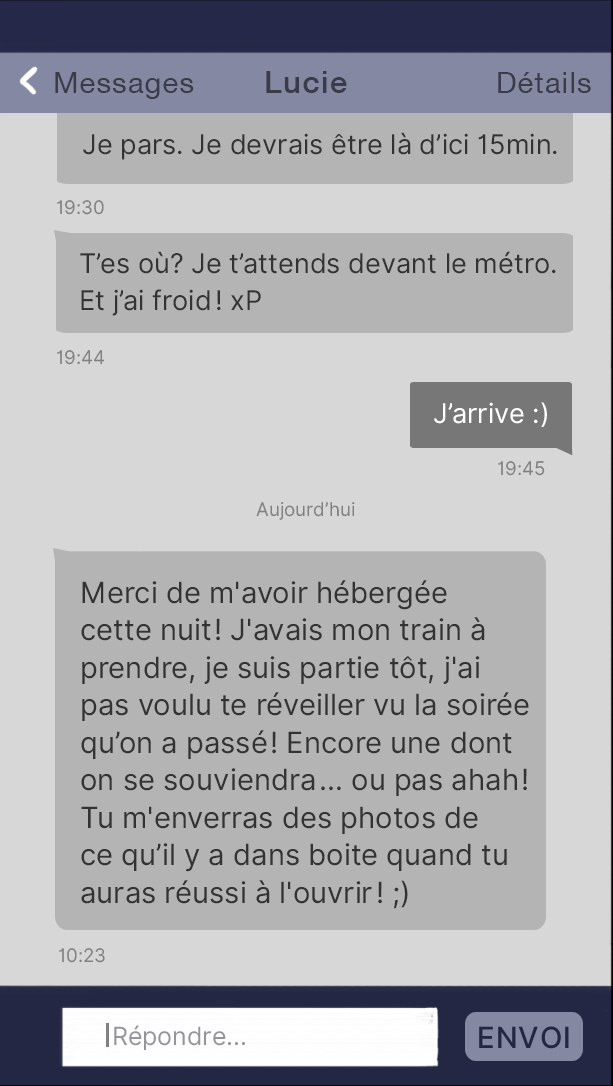 Messages Lucie Détails
Je pars. Je devrais être là d’ici 15min.
19:30
T’es où? Je t’attends devant le métro.
Et j’ai froid! xP
19:44
J’arrive :)
19:45
Aujourd’hui
Merci de m'avoir hébergée
cette nuit! J'avais mon train à
prendre, je suis partie tôt, j'ai
pas voulu te réveiller vu la soirée
qu’on a passé! Encore une dont
on se souviendra... ou pas ahah!
Tu m'enverras des photos de
ce qu’il y a dans boite quand tu
auras réussi à l'ouvrir! ;)
10:23
Répondre... ENVOI